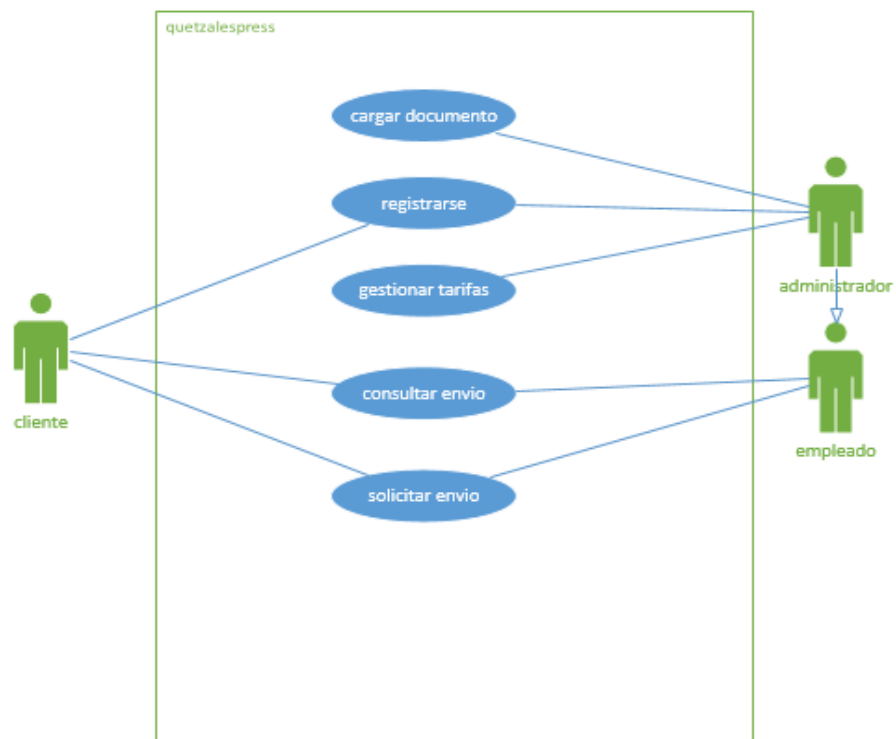 quetzalespress
cargar documento
registrarse
gestionar tarifas
administrador
consultar envio
cliente
empleado
solicitar envio